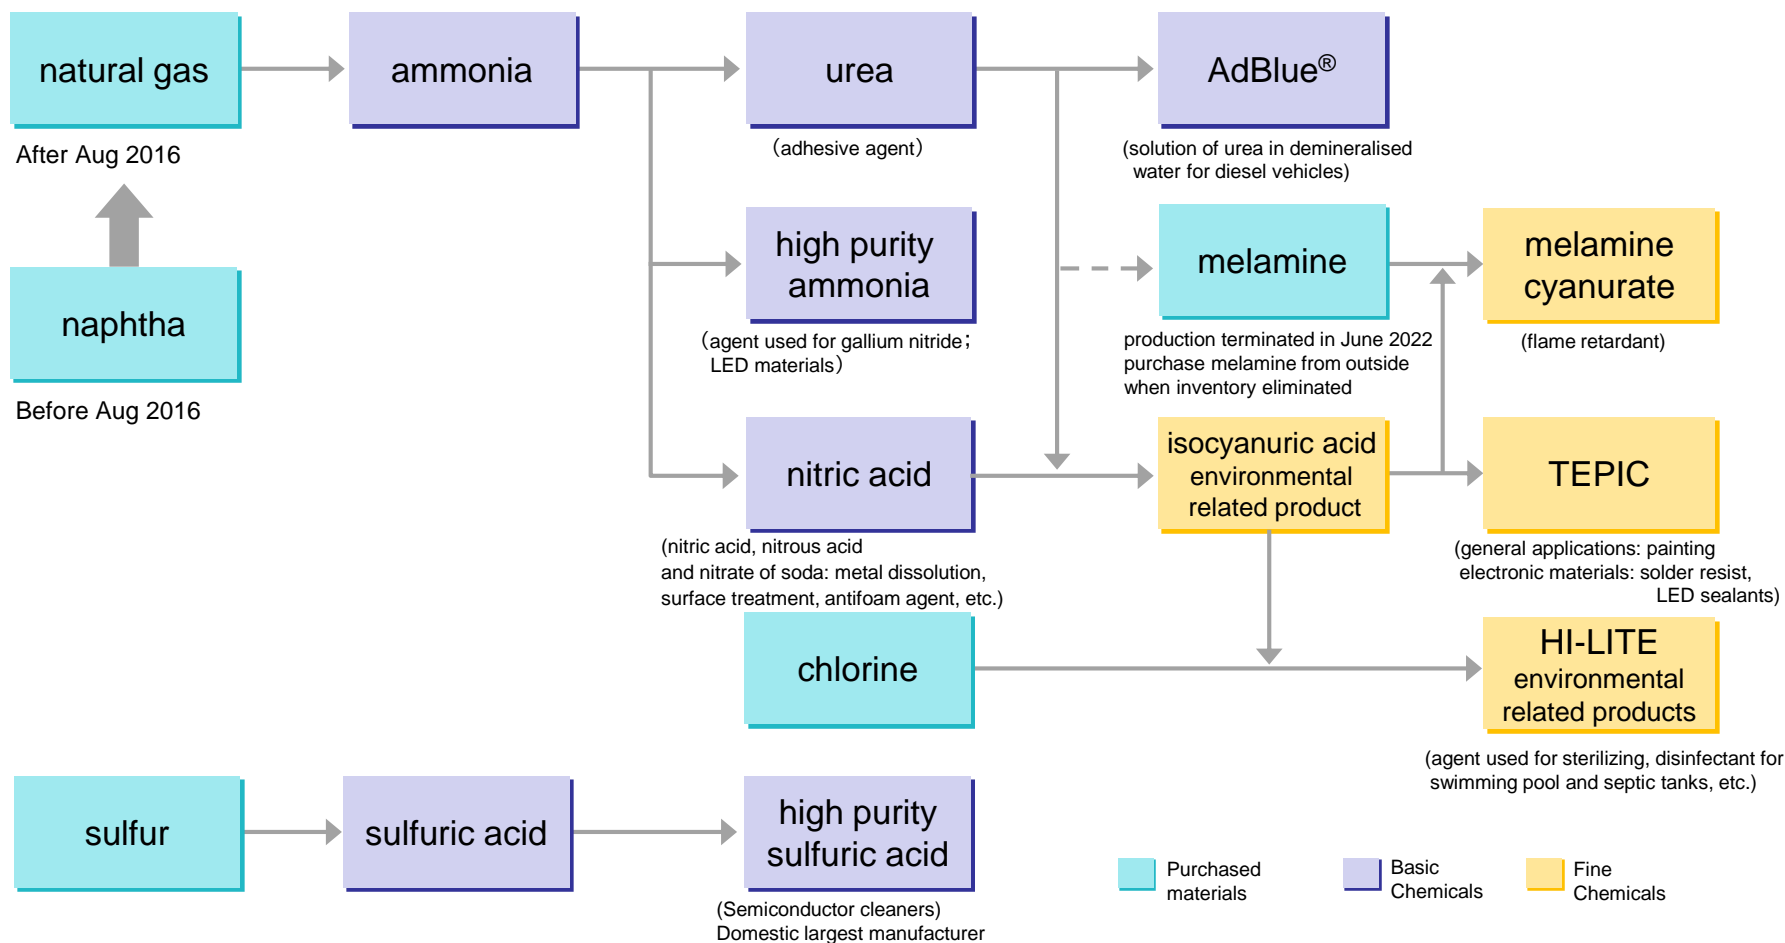 natural gas
After Aug 2016
naphtha
Before Aug 2016
ammonia
urea
(adhesive agent)
AdBlue®
(solution of urea in demineralised
water for diesel vehicles)
high purity
ammonia
(agent used for gallium nitride;
LED materials)
melamine
production terminated in June 2022
purchase melamine from outside
when inventory eliminated
melamine
cyanurate
(flame retardant)
nitric acid
(nitric acid, nitrous acid
and nitrate of soda: metal dissolution,
surface treatment, antifoam agent, etc.)
isocyanuric acid
environmental
related product
TEPIC
(general applications: painting
electronic materials: solder resist,
LED sealants)
chlorine
HI-LITE
environmental
related products
(agent used for sterilizing, disinfectant for
swimming pool and septic tanks, etc.)
sulfur
sulfuric acid
high purity
sulfuric acid
(Semiconductor cleaners)
Domestic largest manufacturer
Purchased
materials
Basic
Chemicals
Fine
Chemicals